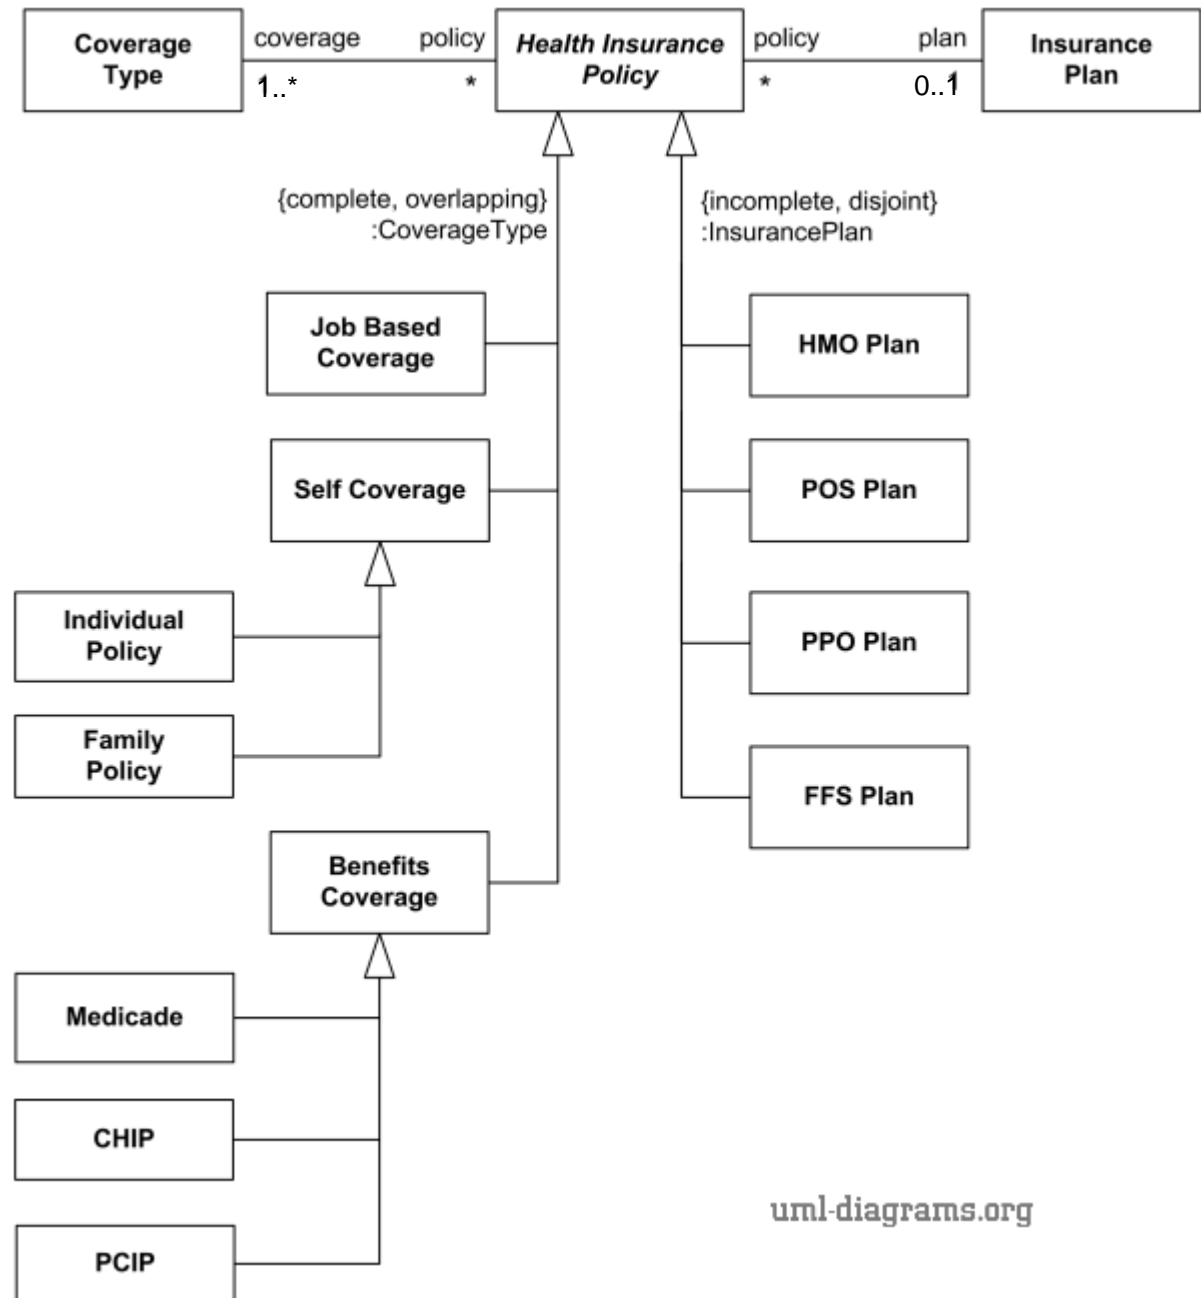 Coverage
Type
coverage
policy
1..*
*
Health Insurance
Policy
policy
plan
*
0..1
Insurance
Plan
{complete, overlapping}
:CoverageType
{incomplete, disjoint}
:InsurancePlan
Job Based
Coverage
HMO Plan
Self Coverage
POS Plan
Individual
Policy
PPO Plan
Family
Policy
FFS Plan
Benefits
Coverage
Medicade
CHIP
PCIP
uml-diagrams.org